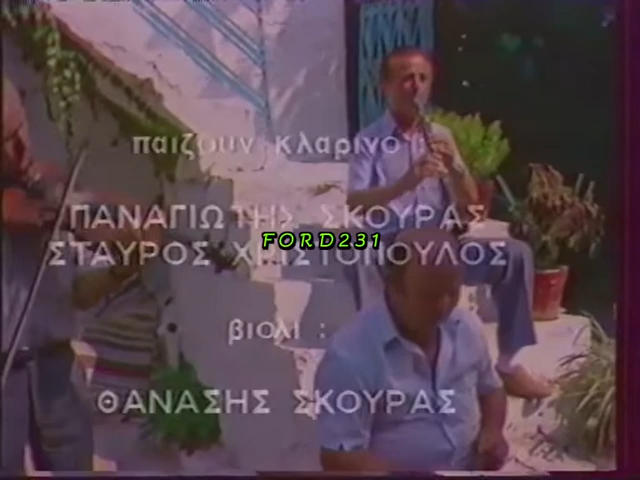 παιζουν κλαρινο :
ΠΑΝΑΓΙΩΤΗΣ ΣΚΟΥΡΑΣ
ΣΤΑΥΡΟΣ ΧΡΙΣΤΟΠΟΥΛΟΣ
FORD231
βιολι :
ΘΑΝΑΣΗΣ ΣΚΟΥΡΑΣ